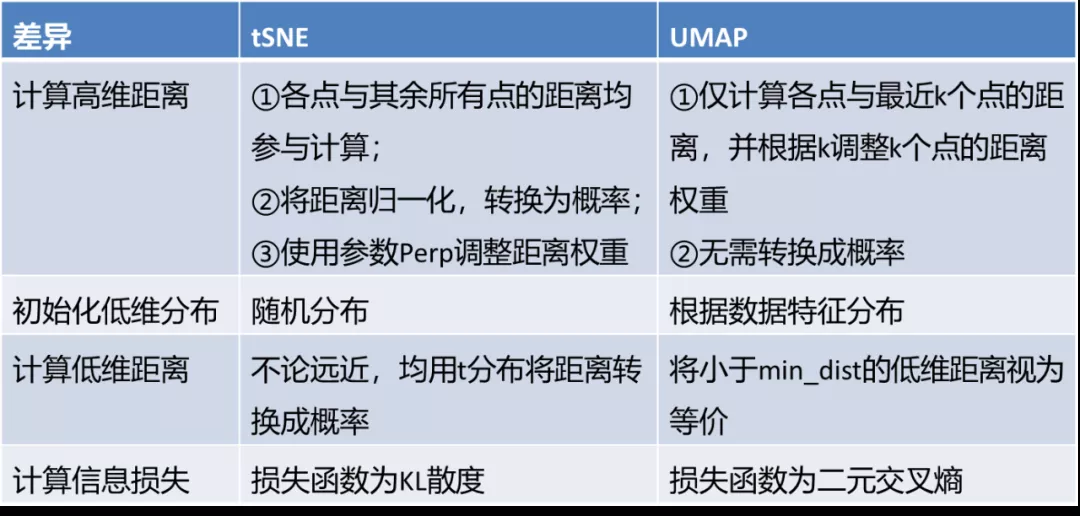 差异 tSNE UMAP
计算高维距离
①各点与其余所有点的距离均
参与计算；
②将距离归一化，转换为概率；
③使用参数Perp调整距离权重
①仅计算各点与最近k个点的距
离，并根据k调整k个点的距离
权重
②无需转换成概率
初始化低维分布 随机分布 根据数据特征分布
计算低维距离
不论远近，均用t分布将距离转
换成概率
将小于min_dist的低维距离视为
等价
计算信息损失 损失函数为KL散度 损失函数为二元交叉熵